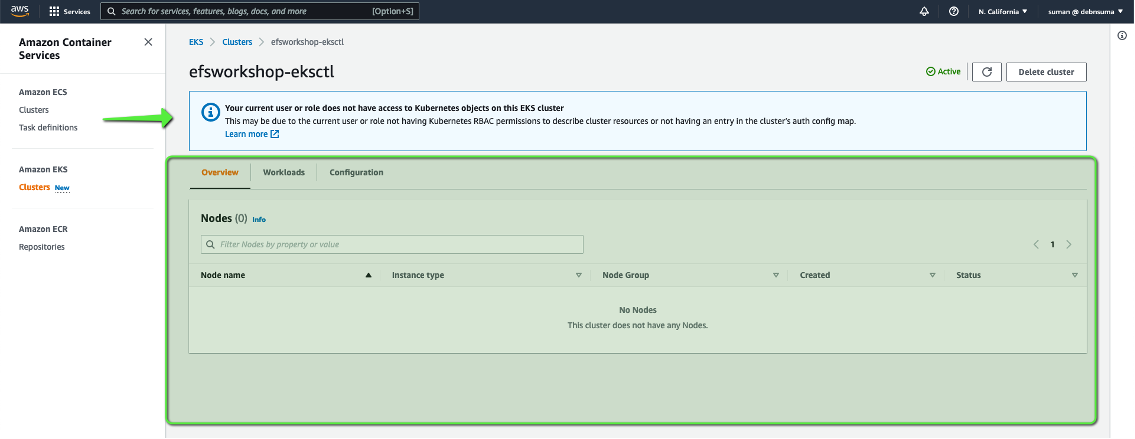 aws
Services
Search for services, features, blogs, docs, and more
[Option+S]
N. California ▼
suman @ debnsuma ▼
Amazon Container
Services
Amazon ECS
Clusters
Task definitions
Amazon EKS
Clusters New
Amazon ECR
Repositories
EKS > Clusters > efsworkshop-eksctl
efsworkshop-eksctl
Active
Delete cluster
Your current user or role does not have access to Kubernetes objects on this EKS cluster
This may be due to the current user or role not having Kubernetes RBAC permissions to describe cluster resources or not having an entry in the cluster's auth config map.
Learn more
Overview
Workloads
Configuration
Nodes (0) Info
Filter Nodes by property or value
1
Node name
Instance type
Node Group
Created
Status
No Nodes
This cluster does not have any Nodes.